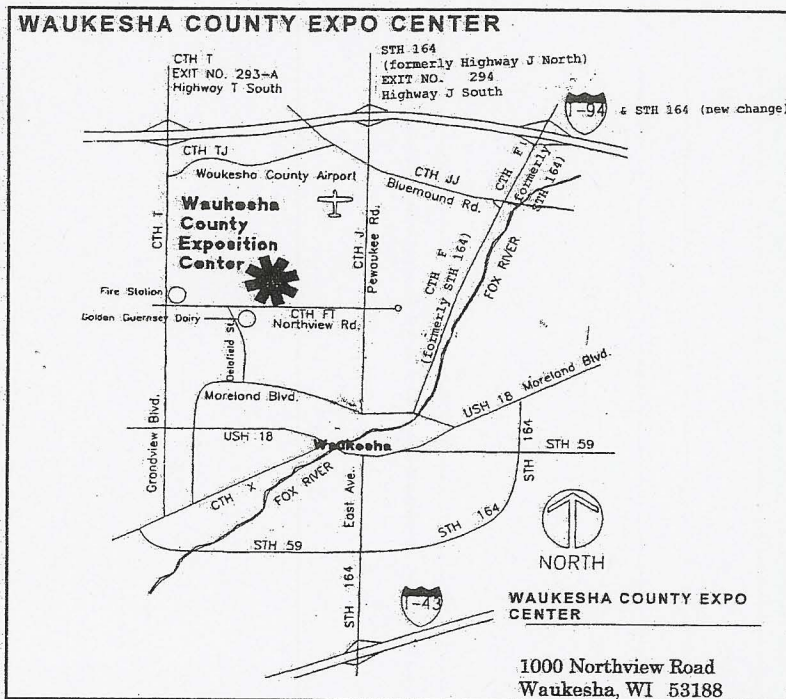 WAUKESHA COUNTY EXPO CENTER
CTH T
EXIT NO. 293-A
Highway T South
STH 164
(formerly Highway J North)
EXIT NO. 294
Highway J South
I-94 & STH 164 (new change)
CTH TJ
Waukesha County Airport
CTH JJ
Bluemound Rd.
CTH F
(formerly
STH 164)
Waukesha
County
Exposition
Center
CTH T
CTH J
Pewaukee Rd.
CTH F
(formerly STH 164)
FOX RIVER
Fire Station
Golden Guernsey Dairy
CTH FT
Northview Rd.
Delafield St.
Moreland Blvd.
USH 18 Moreland Blvd.
Grandview Blvd.
USH 18
Waukesha
STH 59
STH 164
CTH X
FOX RIVER
East Ave.
STH 59
STH 164
STH 164
NORTH
I-43
WAUKESHA COUNTY EXPO
CENTER
1000 Northview Road
Waukesha, WI 53188